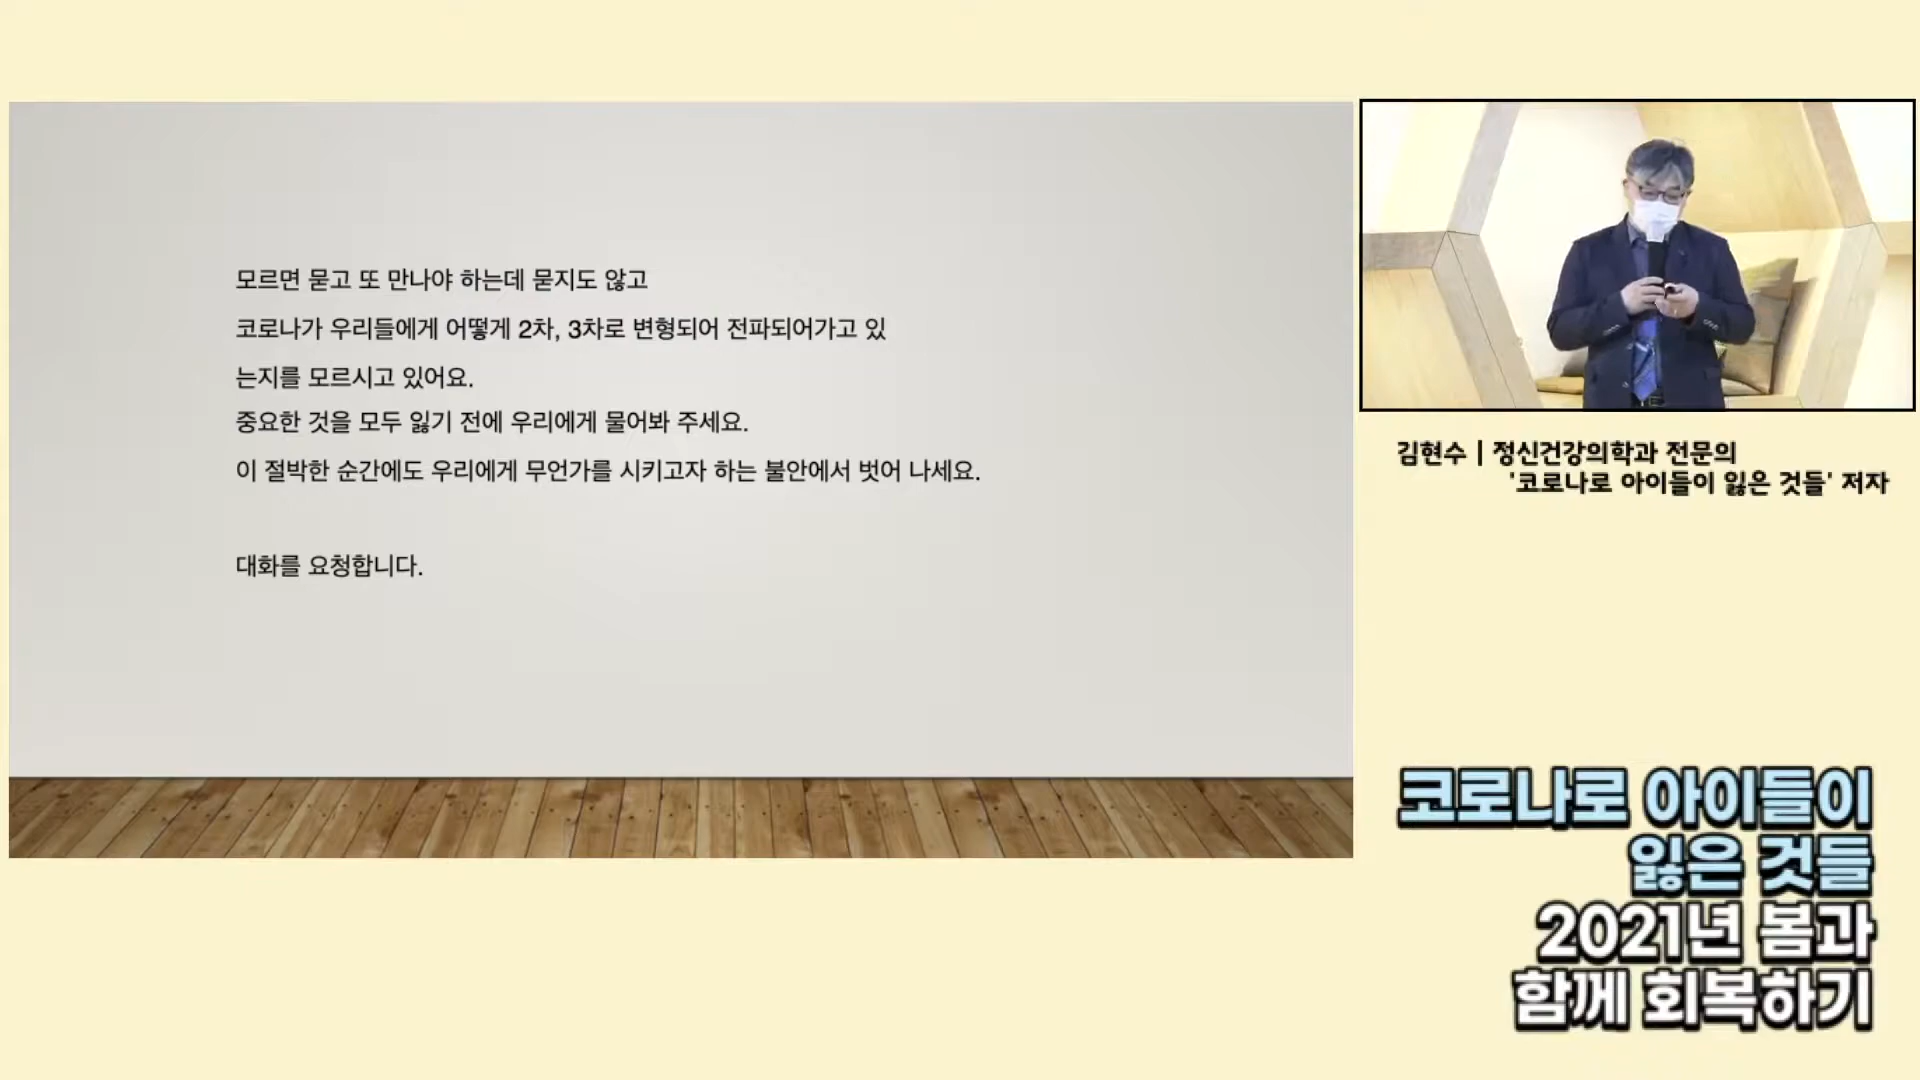 모르면 묻고 또 만나야 하는데 묻지도 않고
코로나가 우리들에게 어떻게 2차, 3차로 변형되어 전파되어가고 있
는지를 모르시고 있어요.
중요한 것을 모두 잃기 전에 우리에게 물어봐 주세요.
이 절박한 순간에도 우리에게 무언가를 시키고자 하는 불안에서 벗어 나세요.
대화를 요청합니다.
김현수 | 정신건강의학과 전문의
'코로나로 아이들이 잃은 것들' 저자
코로나로 아이들이
잃은 것들
2021년 봄과
함께 회복하기